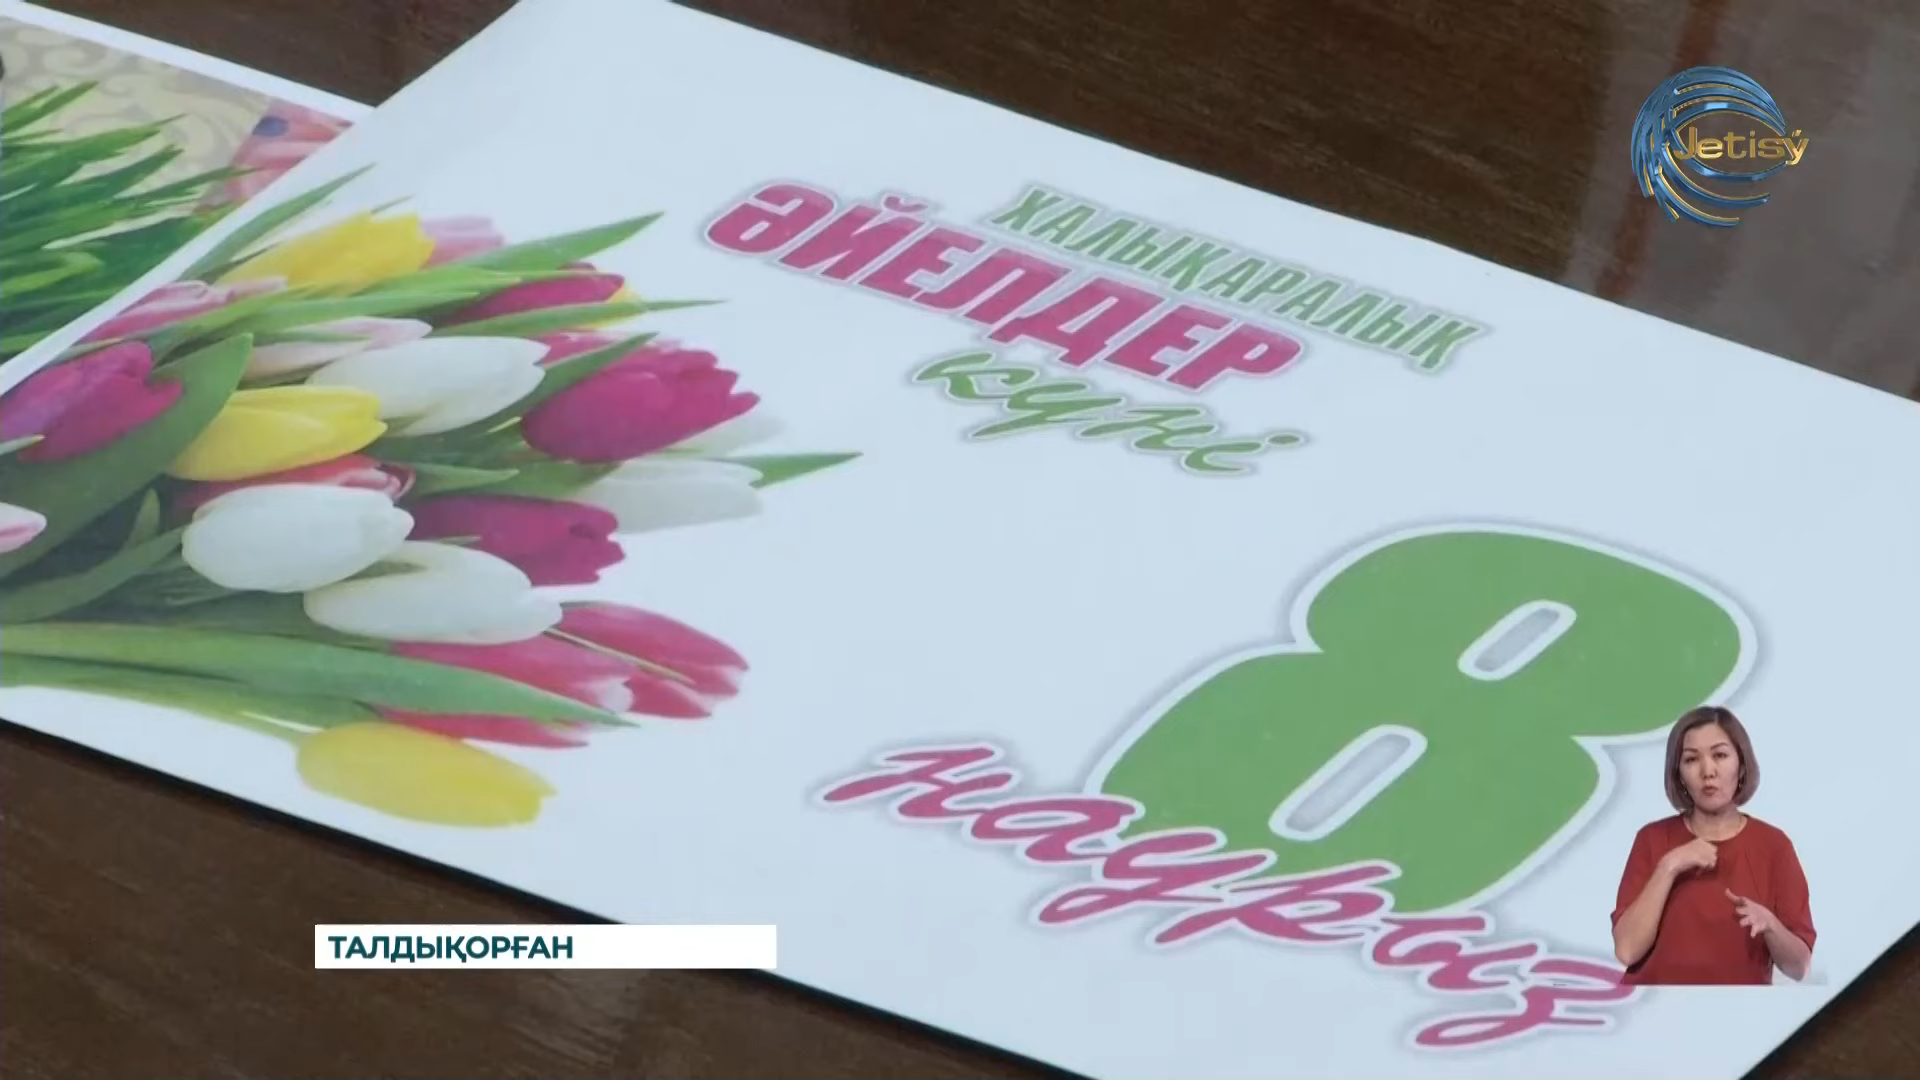 Jetisý
ХАЛЫҚАРАЛЫҚ
ӘЙЕЛДЕР
күні
8
наурыз
ТАЛДЫҚОРҒАН